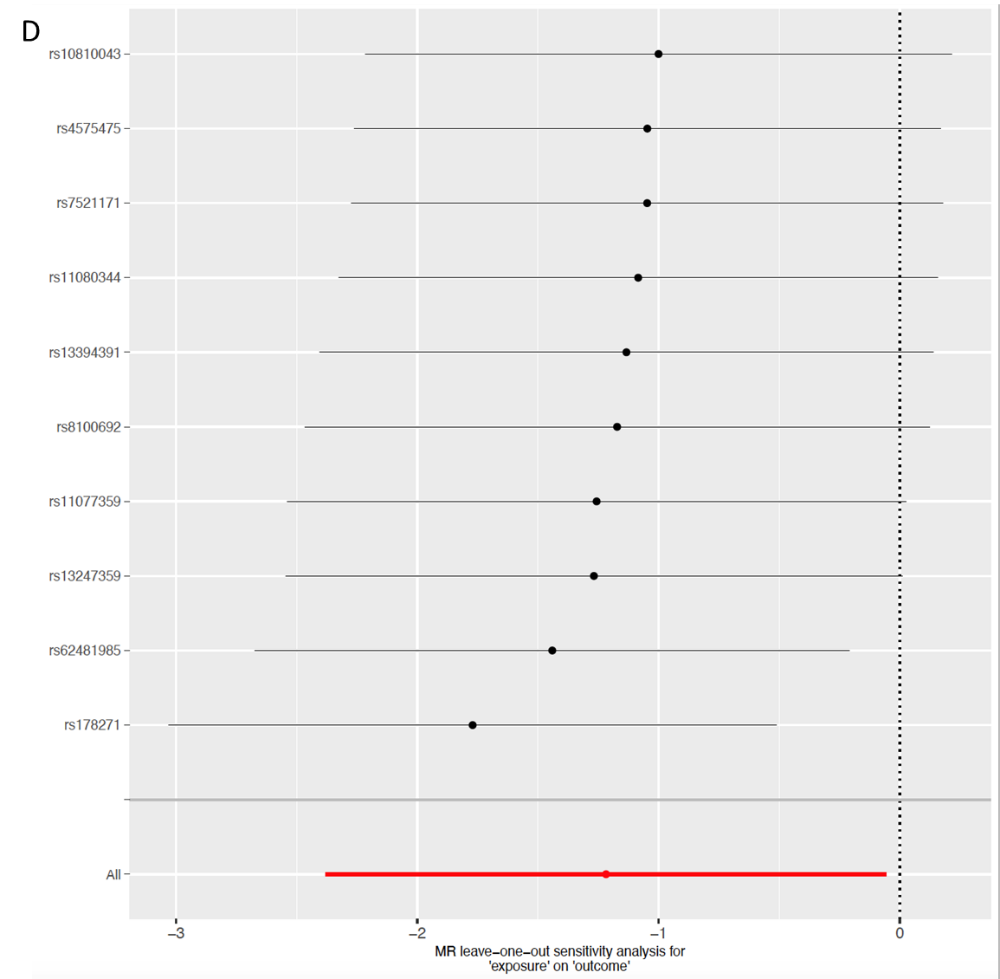 D
rs10810043
rs4575475
rs7521171
rs11080344
rs13394391
rs8100692
rs11077359
rs13247359
rs62481985
rs178271
All
−3 −2 −1 0
MR leave−one−out sensitivity analysis for
'exposure' on 'outcome'